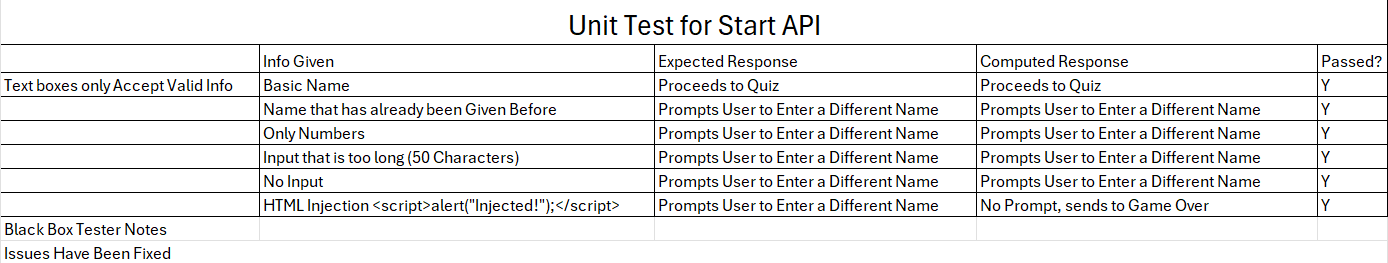 Unit Test for Start API
Info Given Expected Response Computed Response Passed?
Text boxes only Accept Valid Info Basic Name Proceeds to Quiz Proceeds to Quiz Y
Name that has already been Given Before Prompts User to Enter a Different Name Prompts User to Enter a Different Name Y
Only Numbers Prompts User to Enter a Different Name Prompts User to Enter a Different Name Y
Input that is too long (50 Characters) Prompts User to Enter a Different Name Prompts User to Enter a Different Name Y
No Input Prompts User to Enter a Different Name Prompts User to Enter a Different Name Y
HTML Injection <script>alert("Injected!");</script> Prompts User to Enter a Different Name No Prompt, sends to Game Over Y
Black Box Tester Notes
Issues Have Been Fixed